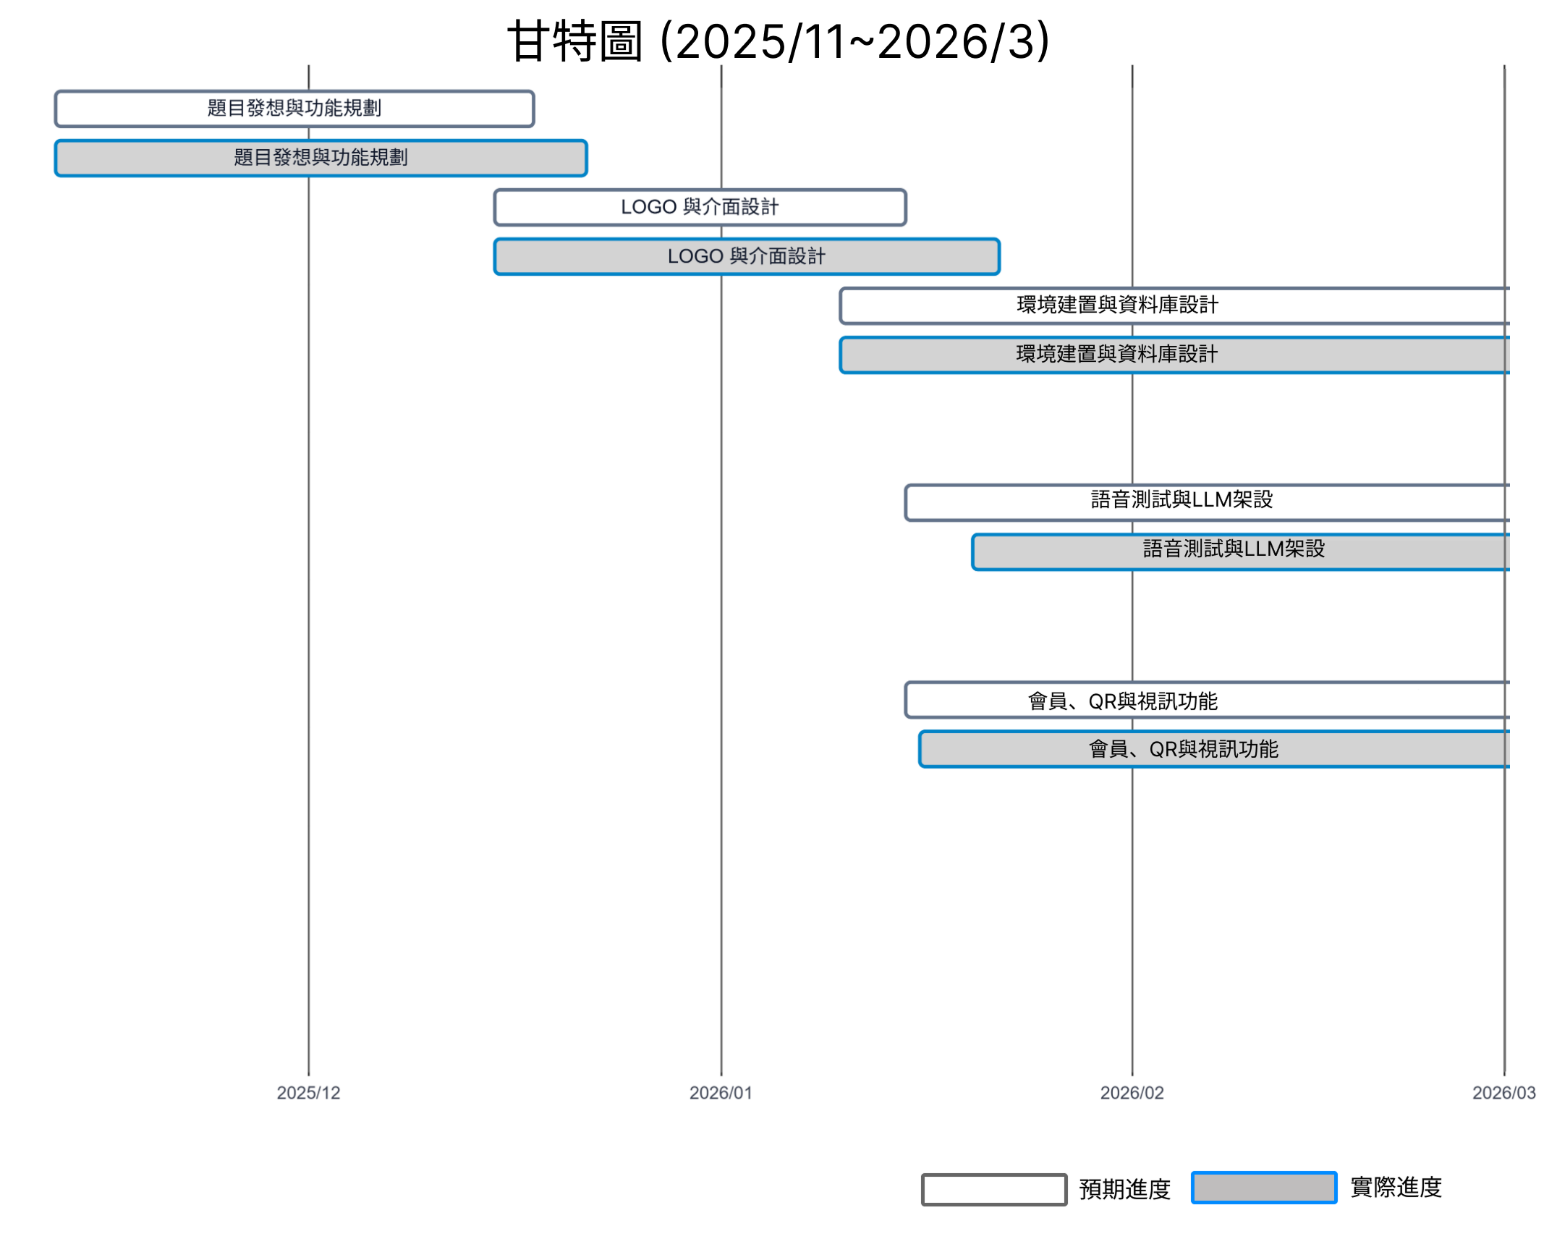 甘特圖 (2025/11~2026/3)
題目發想與功能規劃
題目發想與功能規劃
LOGO 與介面設計
LOGO 與介面設計
環境建置與資料庫設計
環境建置與資料庫設計
語音測試與LLM架設
語音測試與LLM架設
會員、QR與視訊功能
會員、QR與視訊功能
2025/12 2026/01 2026/02 2026/03
預期進度 實際進度